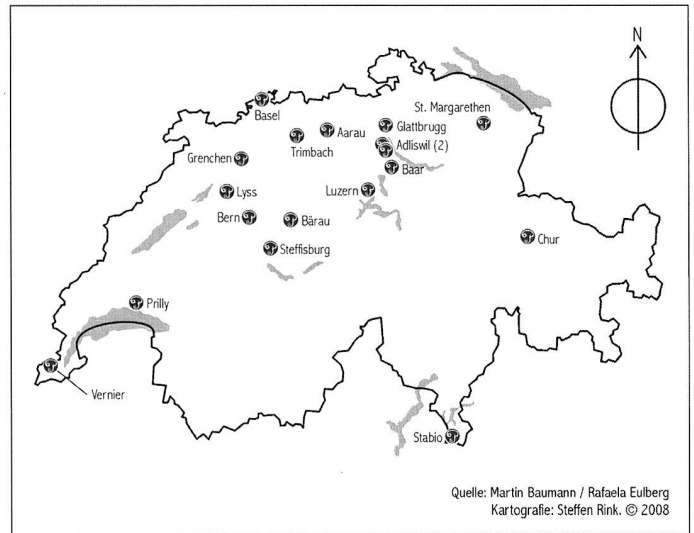 N
Basel
St. Margarethen
Glattbrugg
Aarau
Trimbach
Adliswil (2)
Grenchen
Baar
Lyss
Luzern
Bern
Bärau
Chur
Steffisburg
Prilly
Vernier
Stabio
Quelle: Martin Baumann / Rafaela Eulberg
Kartografie: Steffen Rink. © 2008